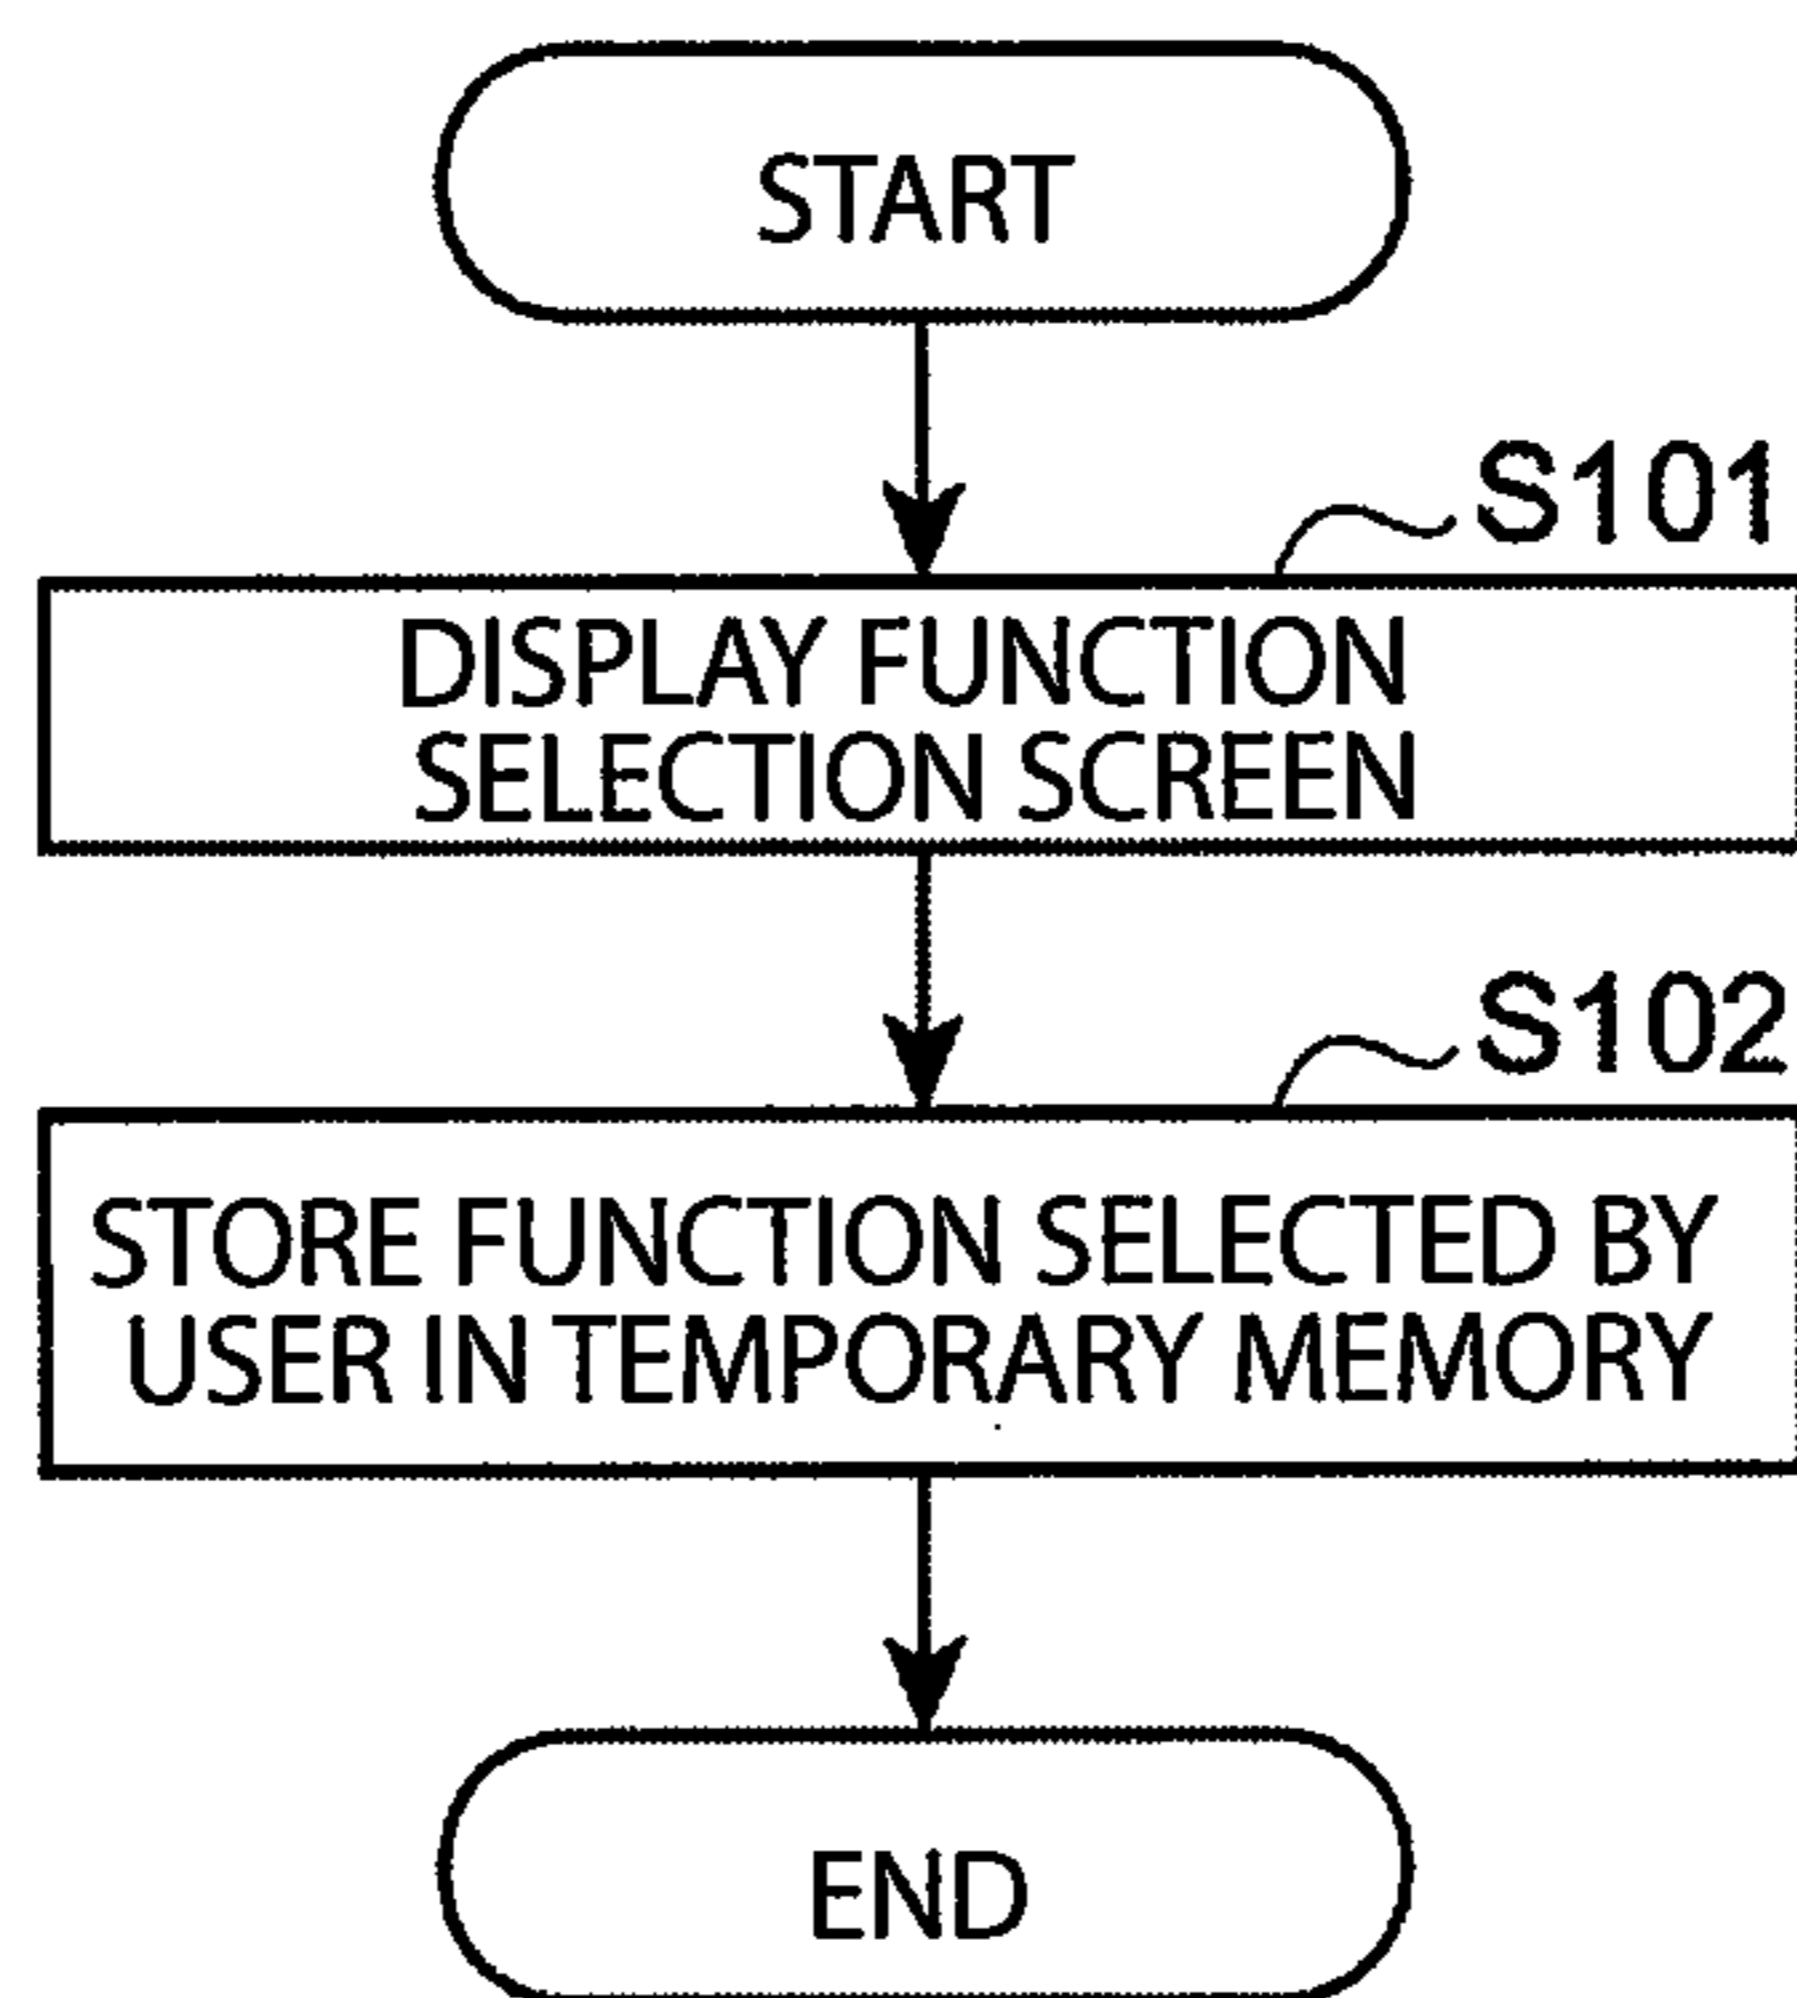 START
S101
DISPLAY FUNCTION
SELECTION SCREEN
S102
STORE FUNCTION SELECTED BY
USER IN TEMPORARY MEMORY
END